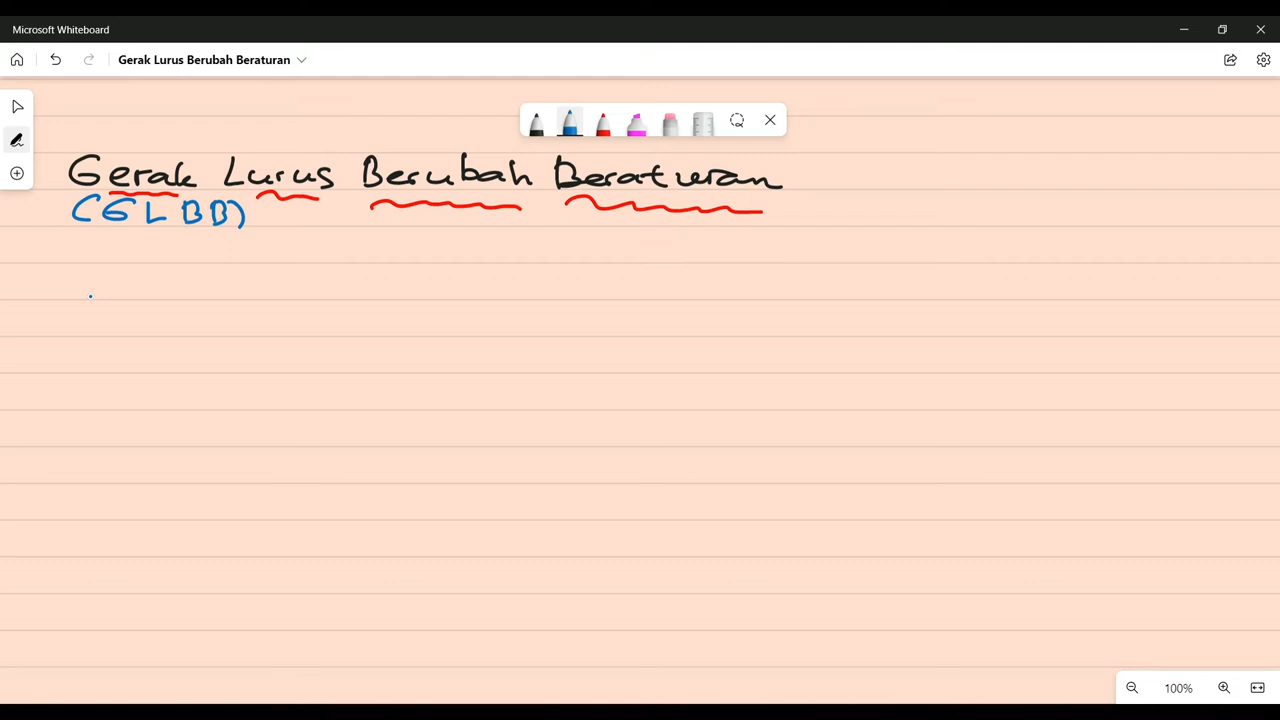 Microsoft Whiteboard
Gerak Lurus Berubah Beraturan
Gerak Lurus Berubah Beraturan
(GLBB)
100%